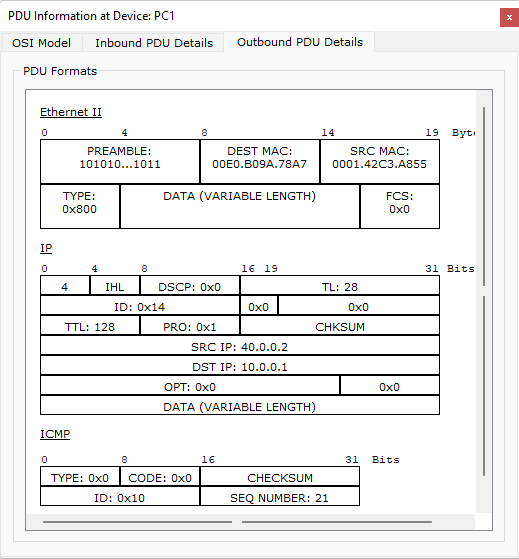 PDU Information at Device: PC1
x
OSI Model Inbound PDU Details Outbound PDU Details
PDU Formats
Ethernet II
0 4 8 14 19 Byte
PREAMBLE: DEST MAC: SRC MAC:
101010...1011 00E0.B09A.78A7 0001.42C3.A855
TYPE: DATA (VARIABLE LENGTH) FCS:
0x800 0x0
IP
0 4 8 16 19 31 Bits
4 IHL DSCP: 0x0 TL: 28
ID: 0x14 0x0 0x0
TTL: 128 PRO: 0x1 CHKSUM
SRC IP: 40.0.0.2
DST IP: 10.0.0.1
OPT: 0x0 0x0
DATA (VARIABLE LENGTH)
ICMP
0 8 16 31 Bits
TYPE: 0x0 CODE: 0x0 CHECKSUM
ID: 0x10 SEQ NUMBER: 21